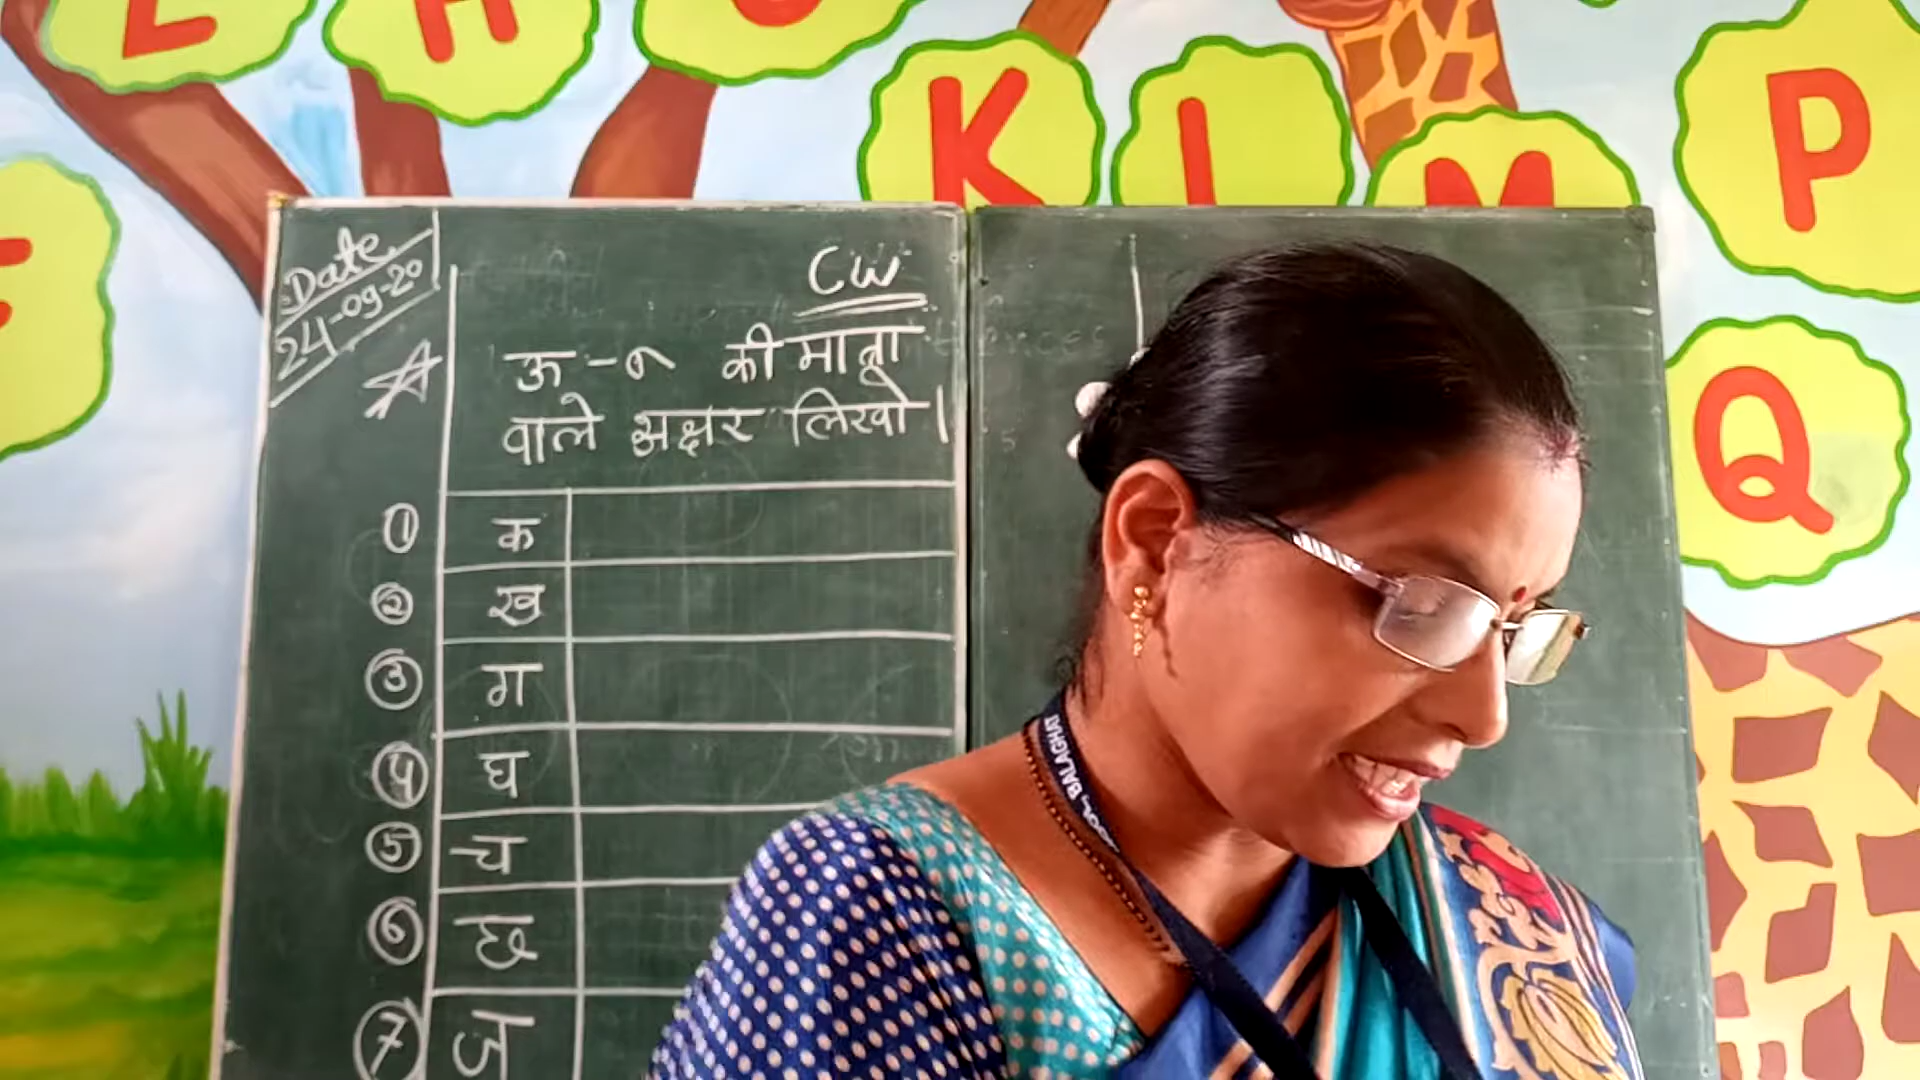 E
H
K
L
M
P
Q
F
Date
24-09-20
CW
ऊ - ू की मात्रा
वाले अक्षर लिखो।
① क
② ख
③ ग
④ घ
⑤ च
⑥ छ
⑦ ज
BALAGHAT